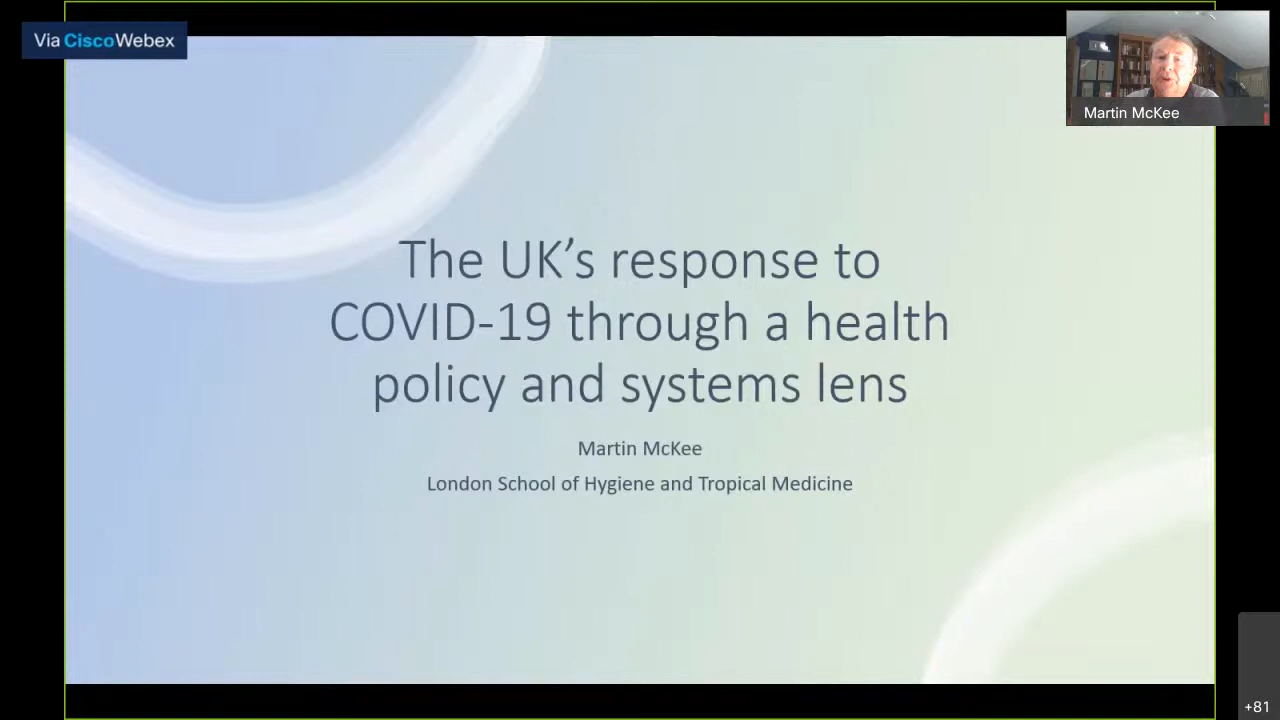 Via CiscoWebex
Martin McKee
The UK’s response to
COVID-19 through a health
policy and systems lens
Martin McKee
London School of Hygiene and Tropical Medicine
+81